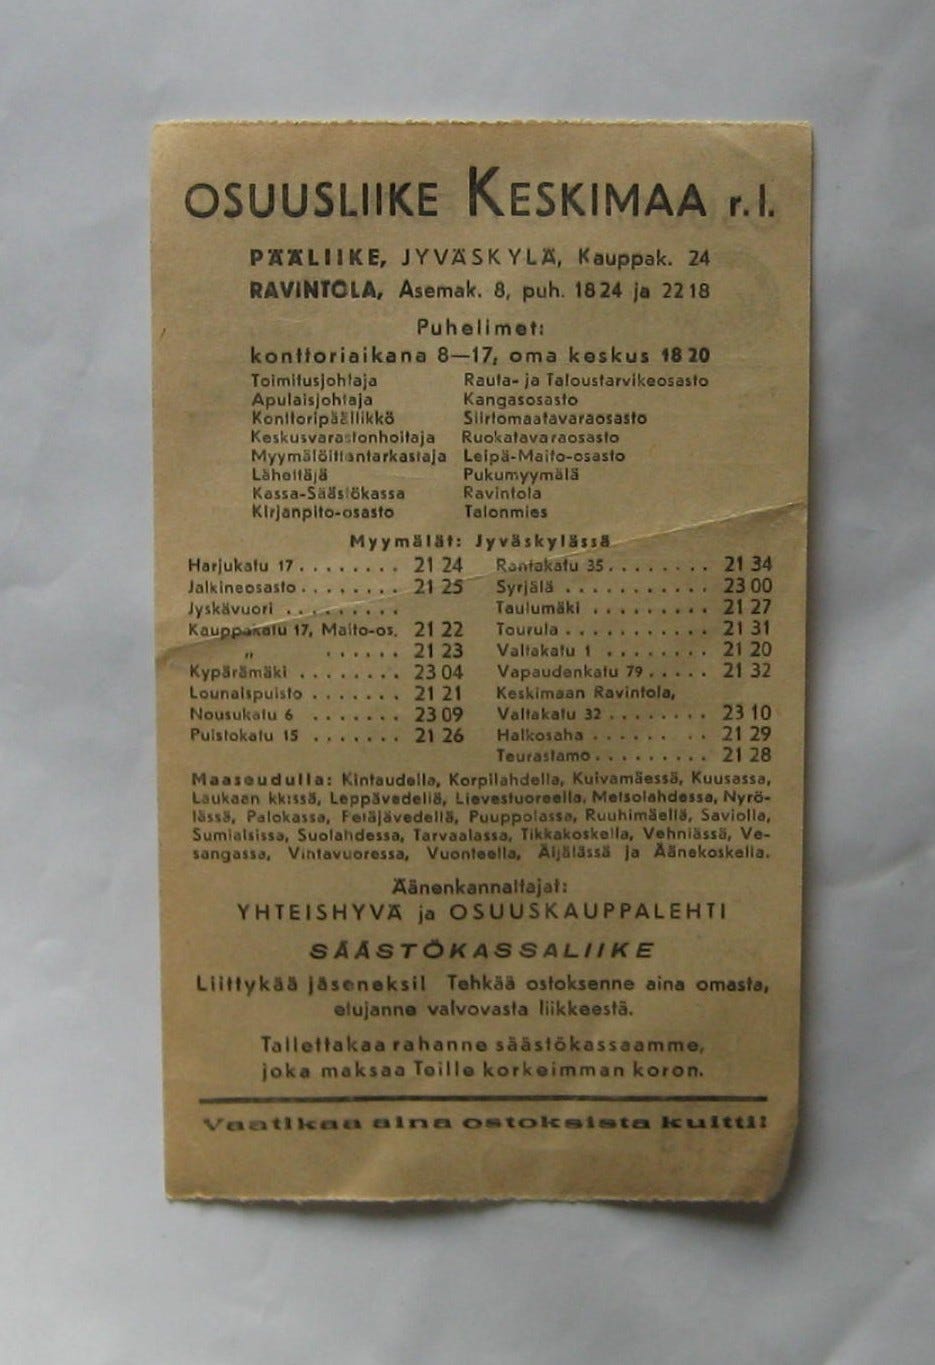 OSUUSLIIKE KESKIMAA r.l.
PÄÄLIIKE, JYVÄSKYLÄ, Kauppak. 24
RAVINTOLA, Asemak. 8, puh. 1824 ja 2218
Puhelimet:
konttoriaikana 8—17, oma keskus 1820
Toimitusjohtaja Rauta- ja Taloustarvikeosasto
Apulaisjohtaja Kangasosasto
Konttoripäällikkö Siirtomaatavaraosasto
Keskusvarastonhoitaja Ruokatavaraosasto
Myymälöittentarkastaja Leipä-Maito-osasto
Lähettäjä Pukumyymälä
Kassa-Säästökassa Ravintola
Kirjanpito-osasto Talonmies
Myymälät: Jyväskylässä
Harjukatu 17 . . . . . . . . 21 24 Rantakatu 35 . . . . . . . . 21 34
Jalkineosasto . . . . . . . . 21 25 Syrjälä . . . . . . . . . . . 23 00
Jyskävuori . . . . . . . . . Taulumäki . . . . . . . . . 21 27
Kauppakatu 17, Maito-os. 21 22 Tourula . . . . . . . . . . . 21 31
" . . . . . . 21 23 Valtakatu 1 . . . . . . . . . 21 20
Kypärämäki . . . . . . . . 23 04 Vapaudenkatu 79 . . . . . 21 32
Lounaispuisto . . . . . . . 21 21 Keskimaan Ravintola,
Nousukatu 6 . . . . . . . 23 09 Valtakatu 32 . . . . . . . . 23 10
Puistokatu 15 . . . . . . . 21 26 Halkosaha . . . . . . . . . 21 29
Teurastamo . . . . . . . . . 21 28
Maaseudulla: Kintaudella, Korpilahdella, Kuivamäessä, Kuusassa,
Laukaan kk:ssä, Leppävedellä, Lievestuoreella, Metsolahdessa, Nyrö-
lässä, Palokassa, Petäjävedellä, Puuppolassa, Ruuhimäellä, Saviolla,
Sumiaisissa, Suolahdessa, Tarvaalassa, Tikkakoskella, Vehniässä, Ve-
sangassa, Vihtavuoressa, Vuonteella, Äijälässä ja Äänekoskella.
Äänenkannattajat:
YHTEISHYVÄ ja OSUUSKAUPPALEHTI
SÄÄSTÖKASSALIIKE
Liittykää jäseneksi! Tehkää ostoksenne aina omasta,
etujanne valvovasta liikkeestä.
Tallettakaa rahanne säästökassaamme,
joka maksaa Teille korkeimman koron.
Vaatikaa aina ostoksista kuitti!